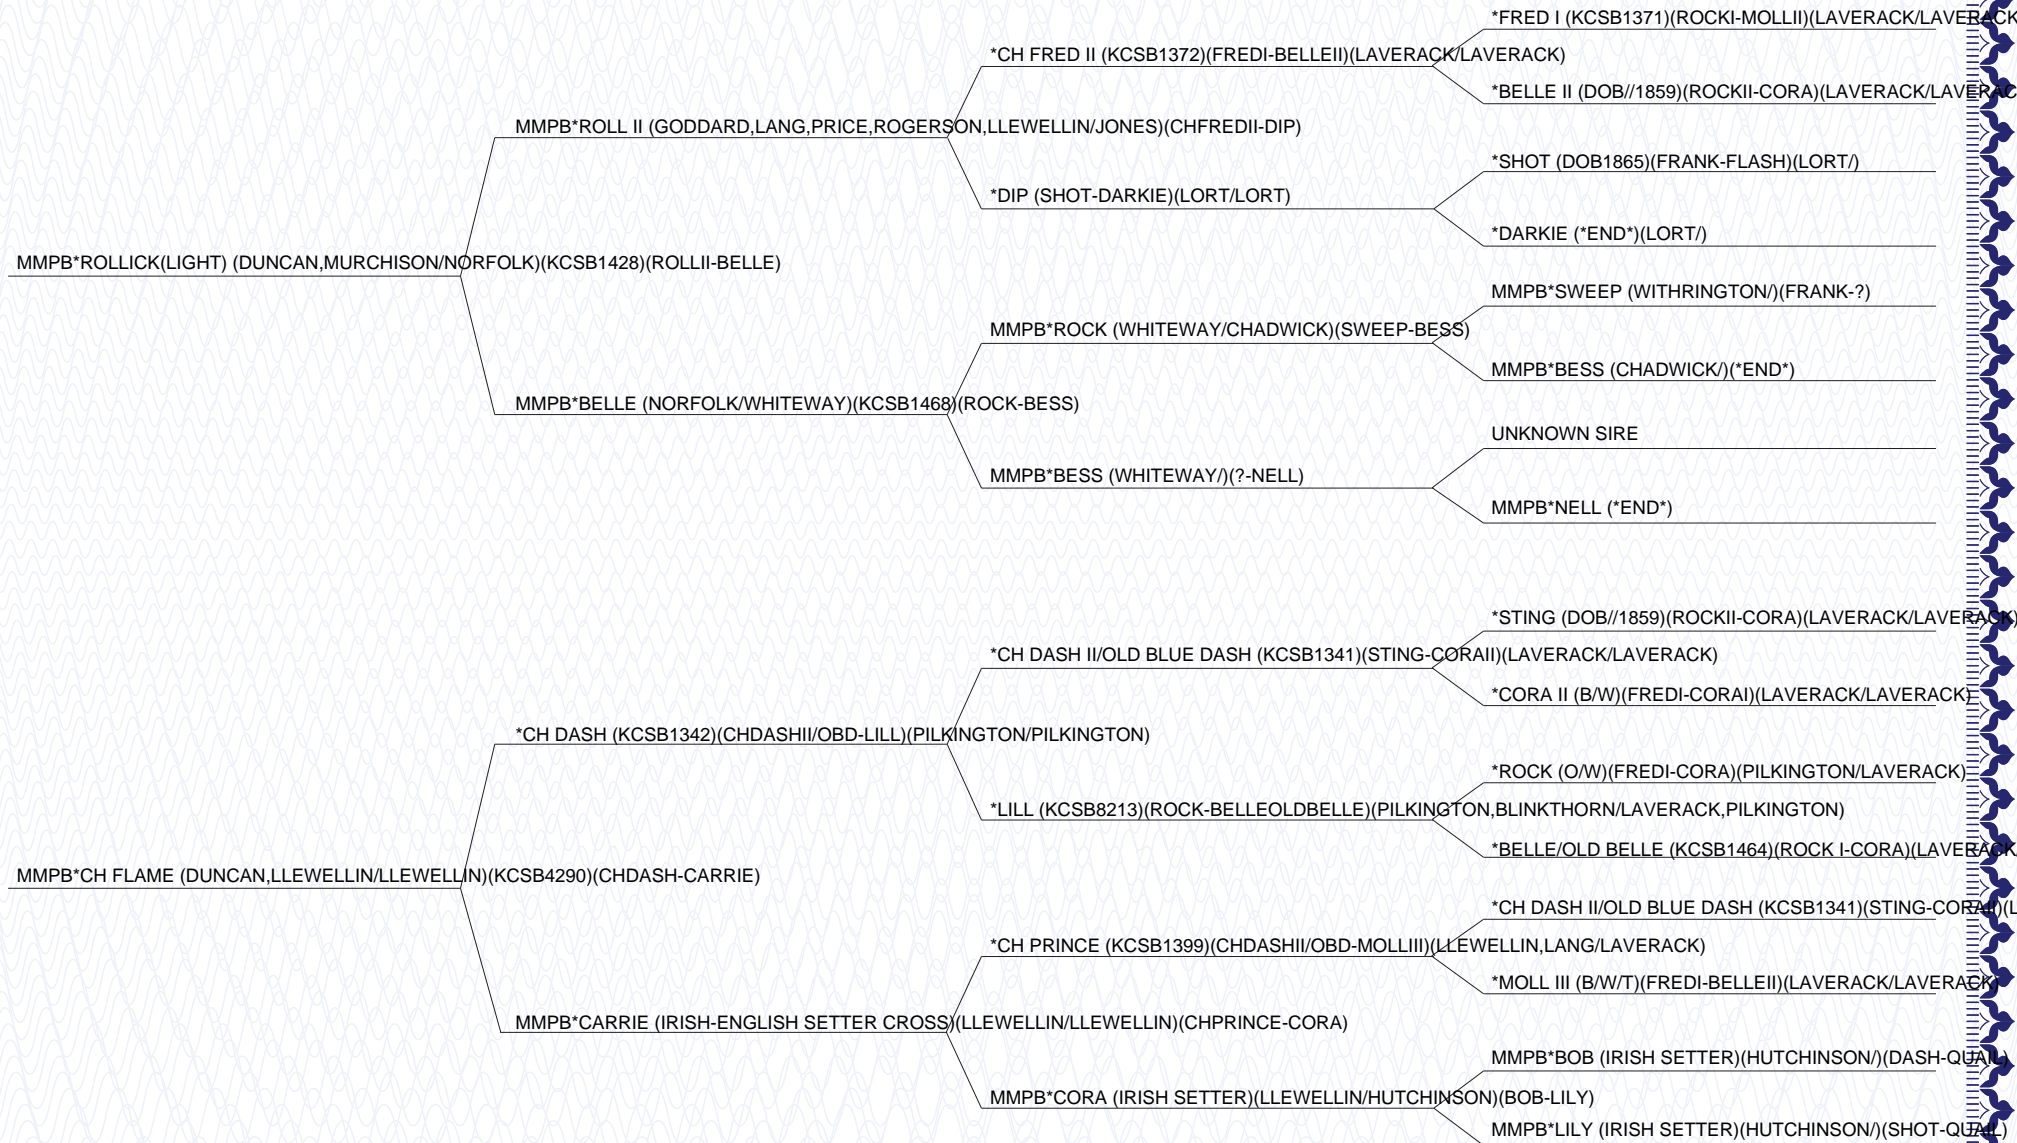 *FRED I (KCSB1371)(ROCKI-MOLLII)(LAVERACK/LAVERACK
*CH FRED II (KCSB1372)(FREDI-BELLEII)(LAVERACK/LAVERACK)
*BELLE II (DOB//1859)(ROCKII-CORA)(LAVERACK/LAVERAC
MMPB*ROLL II (GODDARD,LANG,PRICE,ROGERSON,LLEWELLIN/JONES)(CHFREDII-DIP)
*SHOT (DOB1865)(FRANK-FLASH)(LORT/)
*DIP (SHOT-DARKIE)(LORT/LORT)
*DARKIE (*END*)(LORT/)
MMPB*ROLLICK(LIGHT) (DUNCAN,MURCHISON/NORFOLK)(KCSB1428)(ROLLII-BELLE)
MMPB*SWEEP (WITHRINGTON/)(FRANK-?)
MMPB*ROCK (WHITEWAY/CHADWICK)(SWEEP-BESS)
MMPB*BESS (CHADWICK/)(*END*)
MMPB*BELLE (NORFOLK/WHITEWAY)(KCSB1468)(ROCK-BESS)
UNKNOWN SIRE
MMPB*BESS (WHITEWAY/)(?-NELL)
MMPB*NELL (*END*)
*STING (DOB//1859)(ROCKII-CORA)(LAVERACK/LAVERACK)
*CH DASH II/OLD BLUE DASH (KCSB1341)(STING-CORAII)(LAVERACK/LAVERACK)
*CORA II (B/W)(FREDI-CORAI)(LAVERACK/LAVERACK)
*CH DASH (KCSB1342)(CHDASHII/OBD-LILL)(PILKINGTON/PILKINGTON)
*ROCK (O/W)(FREDI-CORA)(PILKINGTON/LAVERACK)
*LILL (KCSB8213)(ROCK-BELLEOLDBELLE)(PILKINGTON,BLINKTHORN/LAVERACK,PILKINGTON)
*BELLE/OLD BELLE (KCSB1464)(ROCK I-CORA)(LAVERACK/
MMPB*CH FLAME (DUNCAN,LLEWELLIN/LLEWELLIN)(KCSB4290)(CHDASH-CARRIE)
*CH DASH II/OLD BLUE DASH (KCSB1341)(STING-CORAII)(L
*CH PRINCE (KCSB1399)(CHDASHII/OBD-MOLLIII)(LLEWELLIN,LANG/LAVERACK)
*MOLL III (B/W/T)(FREDI-BELLEII)(LAVERACK/LAVERACK)
MMPB*CARRIE (IRISH-ENGLISH SETTER CROSS)(LLEWELLIN/LLEWELLIN)(CHPRINCE-CORA)
MMPB*BOB (IRISH SETTER)(HUTCHINSON/)(DASH-QUAIL)
MMPB*CORA (IRISH SETTER)(LLEWELLIN/HUTCHINSON)(BOB-LILY)
MMPB*LILY (IRISH SETTER)(HUTCHINSON/)(SHOT-QUAIL)